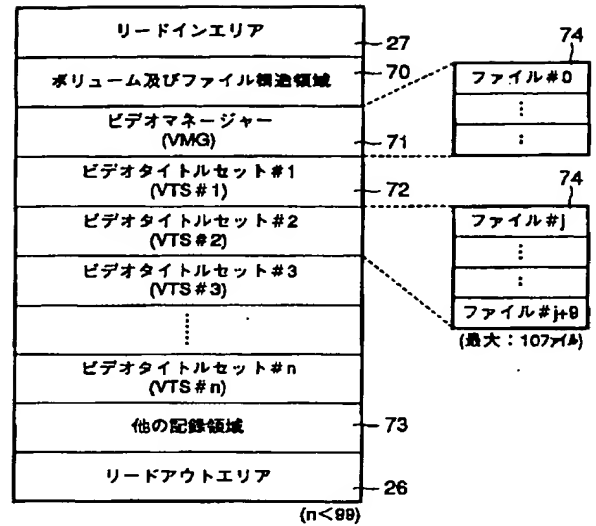 リードインエリア
27
ボリューム及びファイル構造領域
70
ビデオマネージャー
(VMG)
71
ビデオタイトルセット#1
(VTS#1)
72
ビデオタイトルセット#2
(VTS#2)
ビデオタイトルセット#3
(VTS#3)
ビデオタイトルセット#n
(VTS#n)
他の記録領域
73
リードアウトエリア
26
(n<99)
74
ファイル#0
74
ファイル#j
ファイル#j+9
(最大:10ファイル)